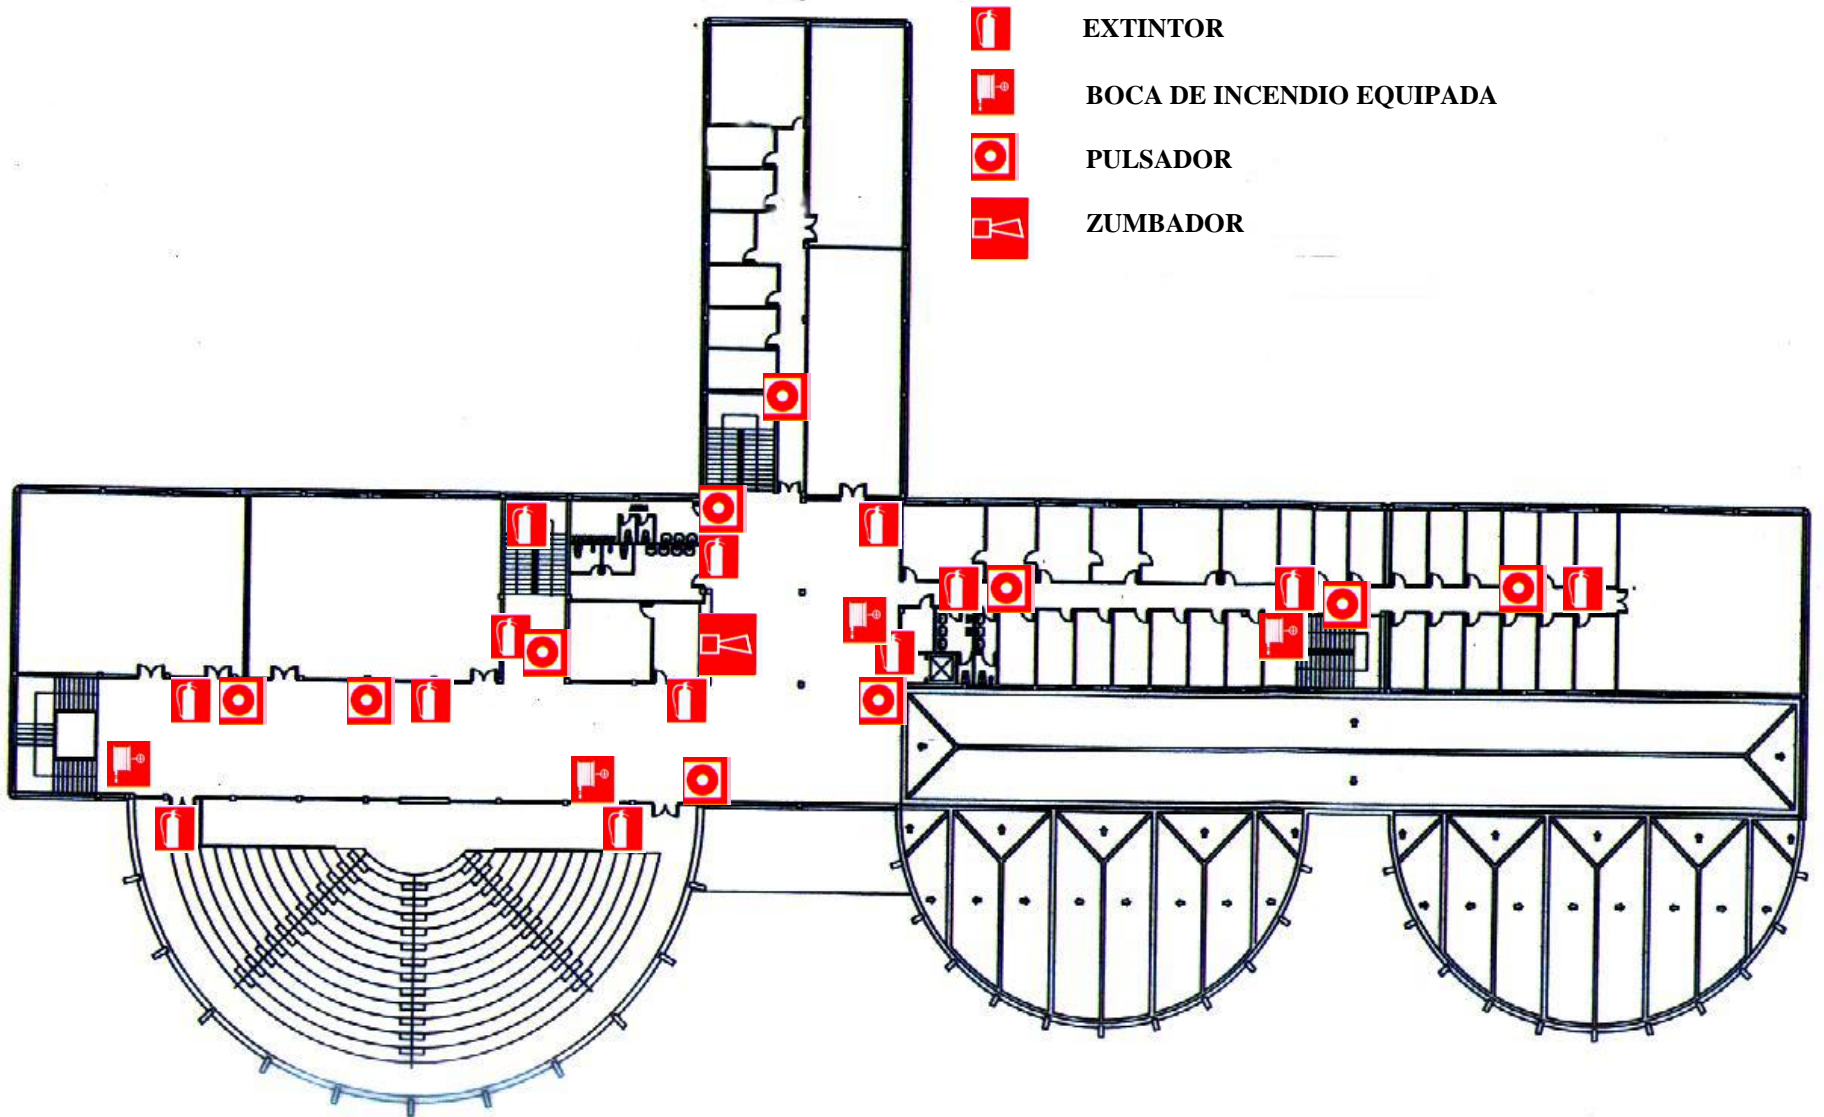 EXTINTOR
BOCA DE INCENDIO EQUIPADA
PULSADOR
ZUMBADOR